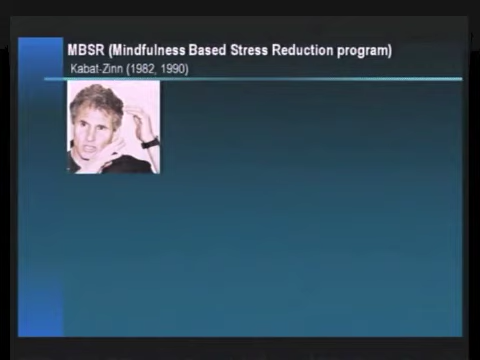 MBSR (Mindfulness Based Stress Reduction program)
Kabat-Zinn (1982, 1990)